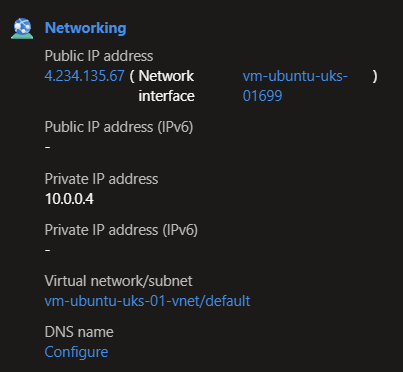 Networking
Public IP address
4.234.135.67 ( Network interface vm-ubuntu-uks-01699 )
Public IP address (IPv6)
-
Private IP address
10.0.0.4
Private IP address (IPv6)
-
Virtual network/subnet
vm-ubuntu-uks-01-vnet/default
DNS name
Configure